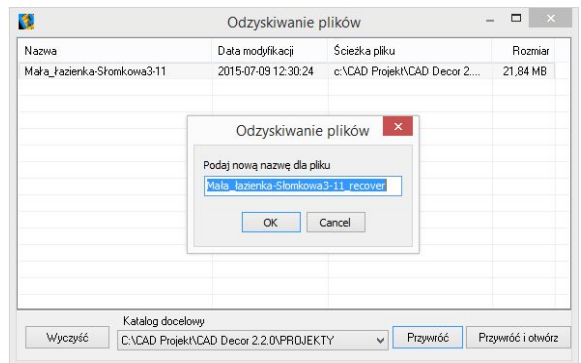 Odzyskiwanie plików
Nazwa Data modyfikacji Ścieżka pliku Rozmiar
Mała_łazienka-Słomkowa3-11 2015-07-09 12:30:24 c:\CAD Projekt\CAD Decor 2.... 21,84 MB
Odzyskiwanie plików
Podaj nową nazwę dla pliku
Mała_łazienka-Słomkowa3-11_recover
OK Cancel
Katalog docelowy
Wyczyść C:\CAD Projekt\CAD Decor 2.2.0\PROJEKTY Przywróć Przywróć i otwórz